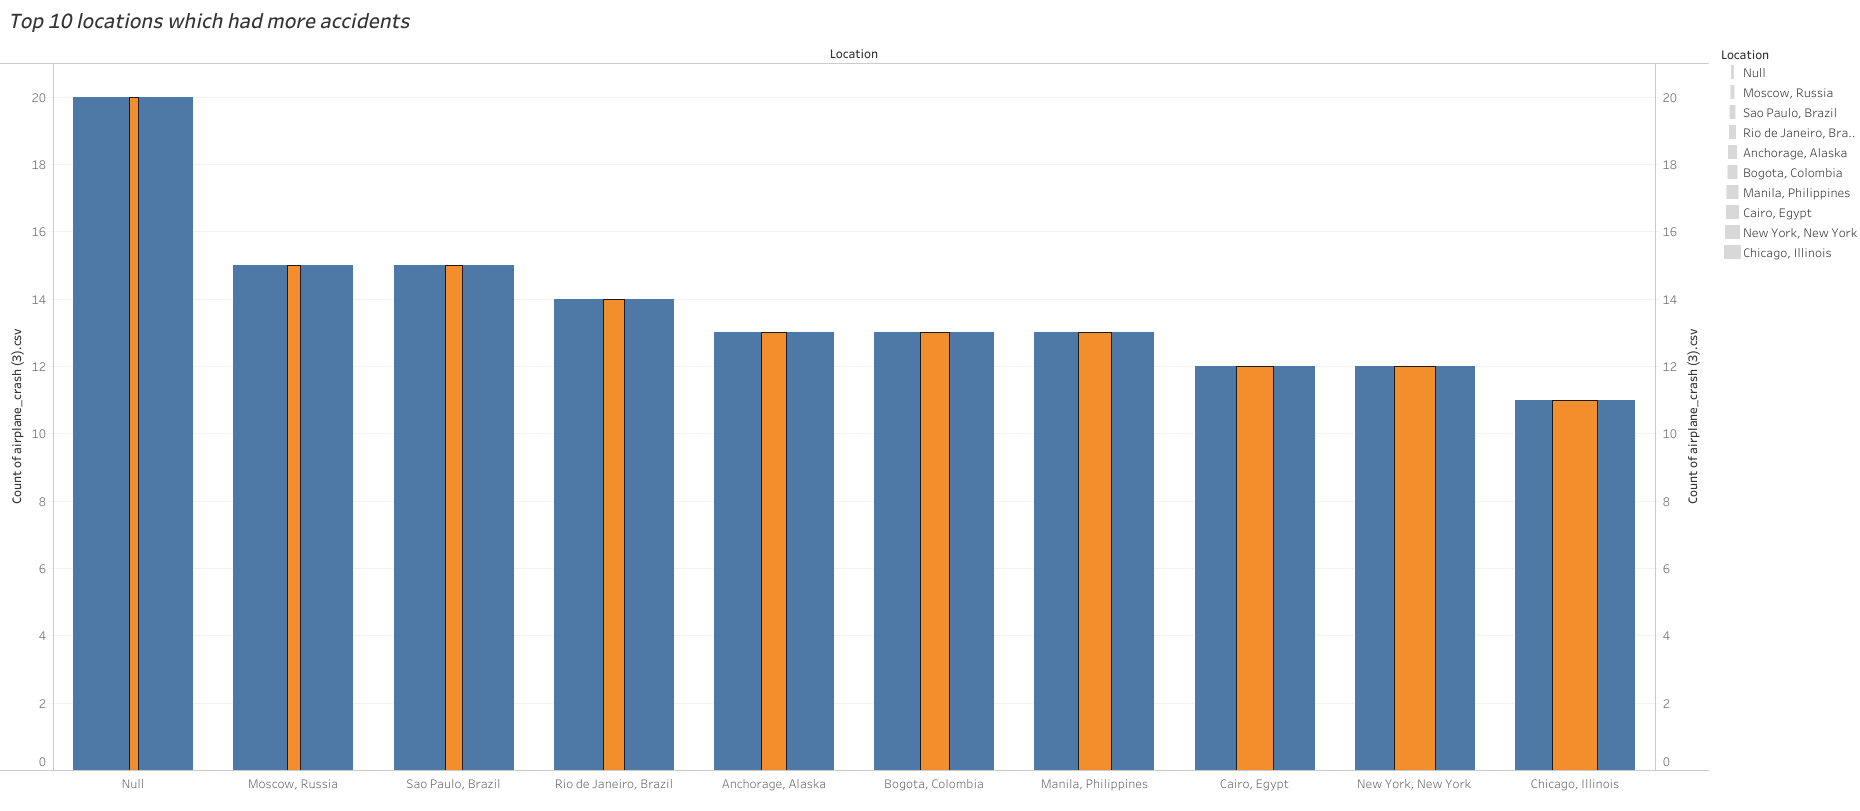 Top 10 locations which had more accidents
Location
Count of airplane_crash (3).csv
20
18
16
14
12
10
8
6
4
2
0
Null
Moscow, Russia
Sao Paulo, Brazil
Rio de Janeiro, Brazil
Anchorage, Alaska
Bogota, Colombia
Manila, Philippines
Cairo, Egypt
New York, New York
Chicago, Illinois
20
18
16
14
12
10
8
6
4
2
0
Count of airplane_crash (3).csv
Location
Null
Moscow, Russia
Sao Paulo, Brazil
Rio de Janeiro, Bra..
Anchorage, Alaska
Bogota, Colombia
Manila, Philippines
Cairo, Egypt
New York, New York
Chicago, Illinois